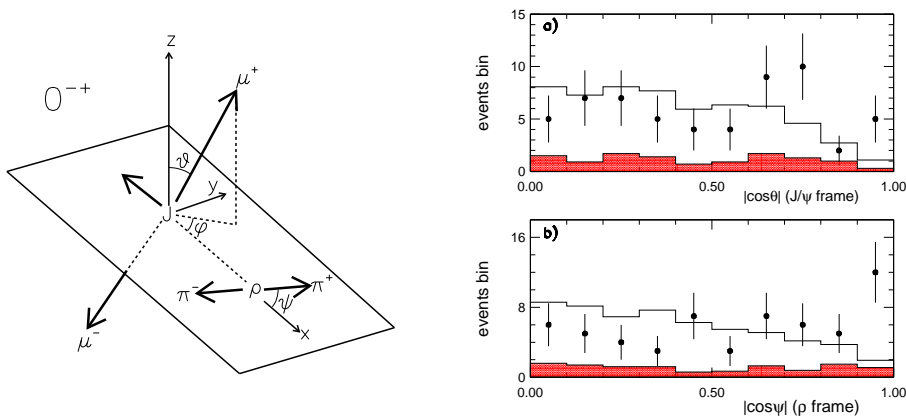 0⁻⁺
z
μ⁺
ϑ
y
J
φ
π⁻
ρ
π⁺
ψ
x
μ⁻
a)
events bin
15
10
5
0
0.00
0.50
1.00
|cosθ| (J/ψ frame)
b)
events bin
16
8
0
0.00
0.50
1.00
|cosψ| (ρ frame)